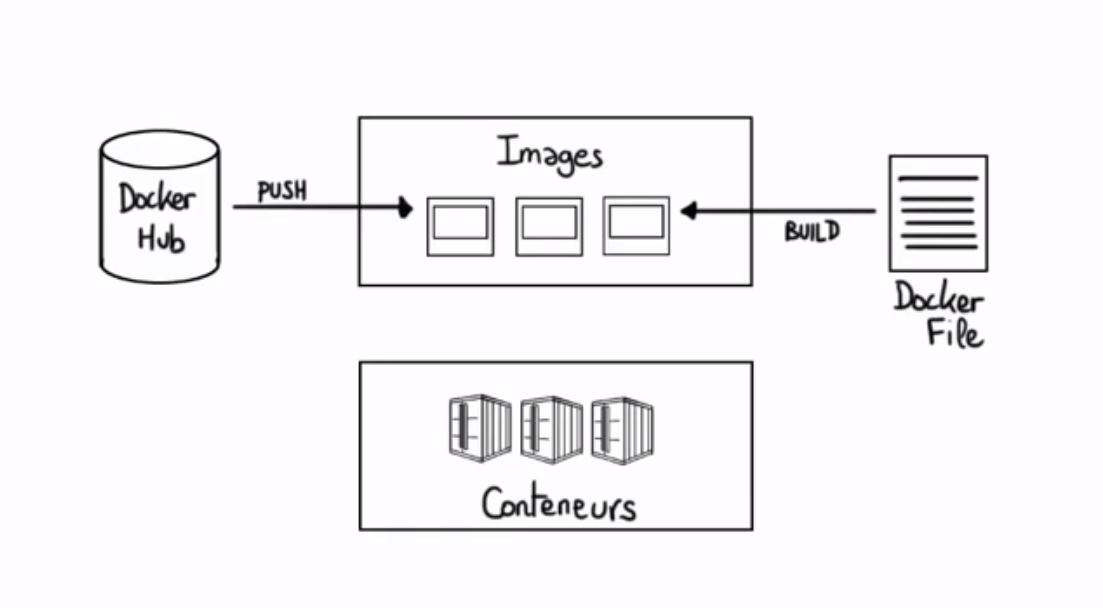 Images
Docker
Hub
PUSH
BUILD
Docker
File
Conteneurs